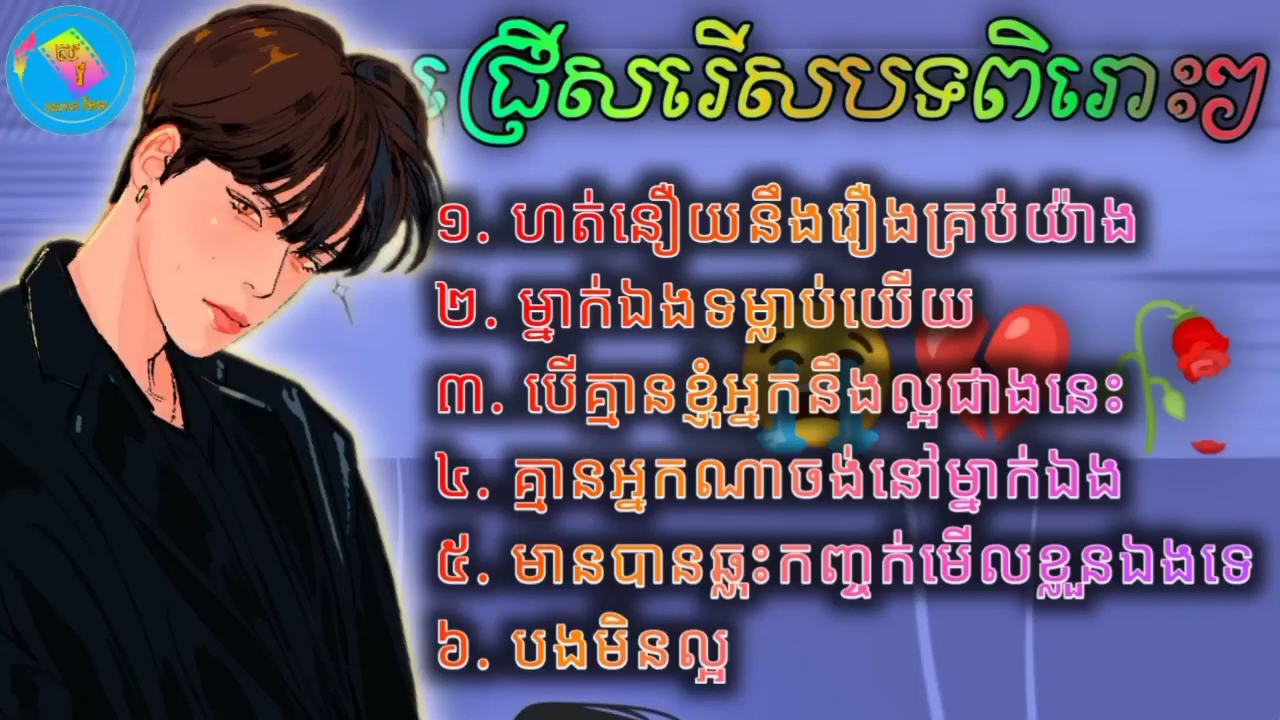 ជ្រើសរើសបទពិរោះៗ
១. ហត់នឿយនឹងរឿងគ្រប់យ៉ាង
២. ម្នាក់ឯងទម្លាប់យើយ
៣. បើគ្មានខ្ញុំអ្នកនឹងល្អជាងនេះ
៤. គ្មានអ្នកណាចង់នៅម្នាក់ឯង
៥. មានបានឆ្លុះកញ្ចក់មើលខ្លួនឯងទេ
៦. បងមិនល្អ